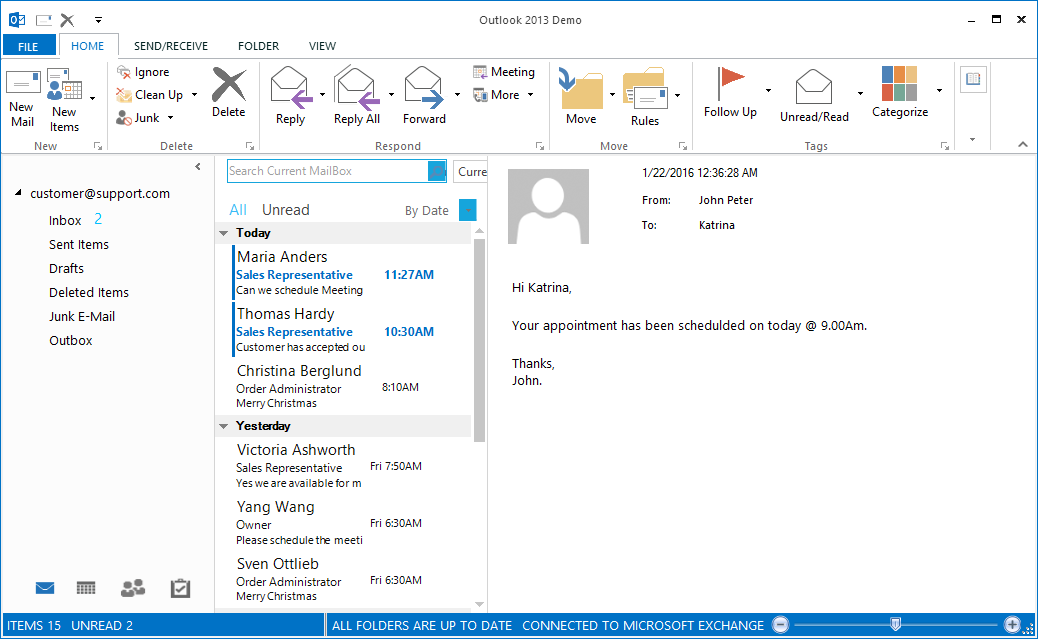 Outlook 2013 Demo
FILE HOME SEND/RECEIVE FOLDER VIEW
New Mail
New Items
New
Ignore
Clean Up
Junk
Delete
Delete
Reply
Reply All
Forward
Meeting
More
Respond
Move
Rules
Move
Follow Up
Unread/Read
Categorize
Tags
customer@support.com
Inbox 2
Sent Items
Drafts
Deleted Items
Junk E-Mail
Outbox
Search Current MailBox
Curre
All Unread By Date
Today
Maria Anders
Sales Representative 11:27AM
Can we schedule Meeting
Thomas Hardy
Sales Representative 10:30AM
Customer has accepted ou
Christina Berglund
Order Administrator 8:10AM
Merry Christmas
Yesterday
Victoria Ashworth
Sales Representative Fri 7:50AM
Yes we are available for m
Yang Wang
Owner Fri 6:30AM
Please schedule the meeti
Sven Ottlieb
Order Administrator Fri 6:30AM
Merry Christmas
1/22/2016 12:36:28 AM
From: John Peter
To: Katrina
Hi Katrina,
Your appointment has been schedulded on today @ 9.00Am.
Thanks,
John.
ITEMS 15 UNREAD 2 ALL FOLDERS ARE UP TO DATE CONNECTED TO MICROSOFT EXCHANGE